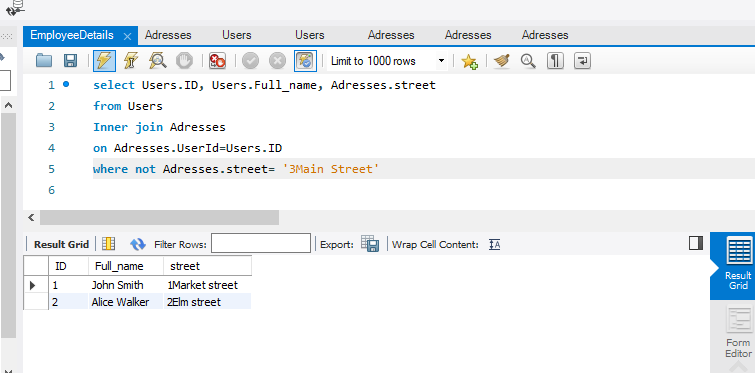 EmployeeDetails Adresses Users Users Adresses Adresses Adresses
Limit to 1000 rows
1 select Users.ID, Users.Full_name, Adresses.street
2 from Users
3 Inner join Adresses
4 on Adresses.UserId=Users.ID
5 where not Adresses.street= '3Main Street'
6
Result Grid Filter Rows: Export: Wrap Cell Content:
ID Full_name street
1 John Smith 1Market street
2 Alice Walker 2Elm street
Result
Grid
Form
Editor